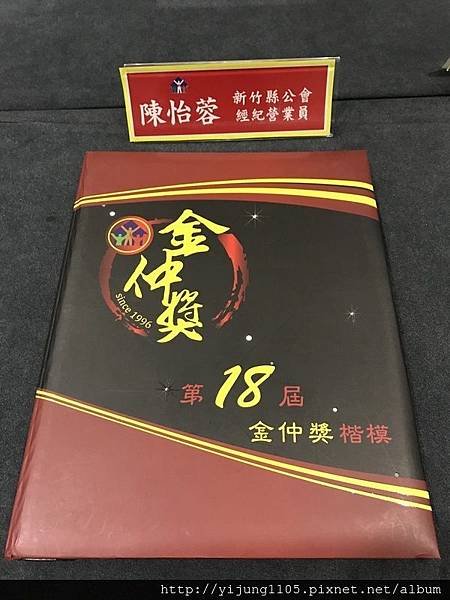 陳怡蓉
新竹縣公會
經紀營業員
金仲獎
since 1996
第18屆
金仲獎楷模
http://yijung1105.pixnet.net/album